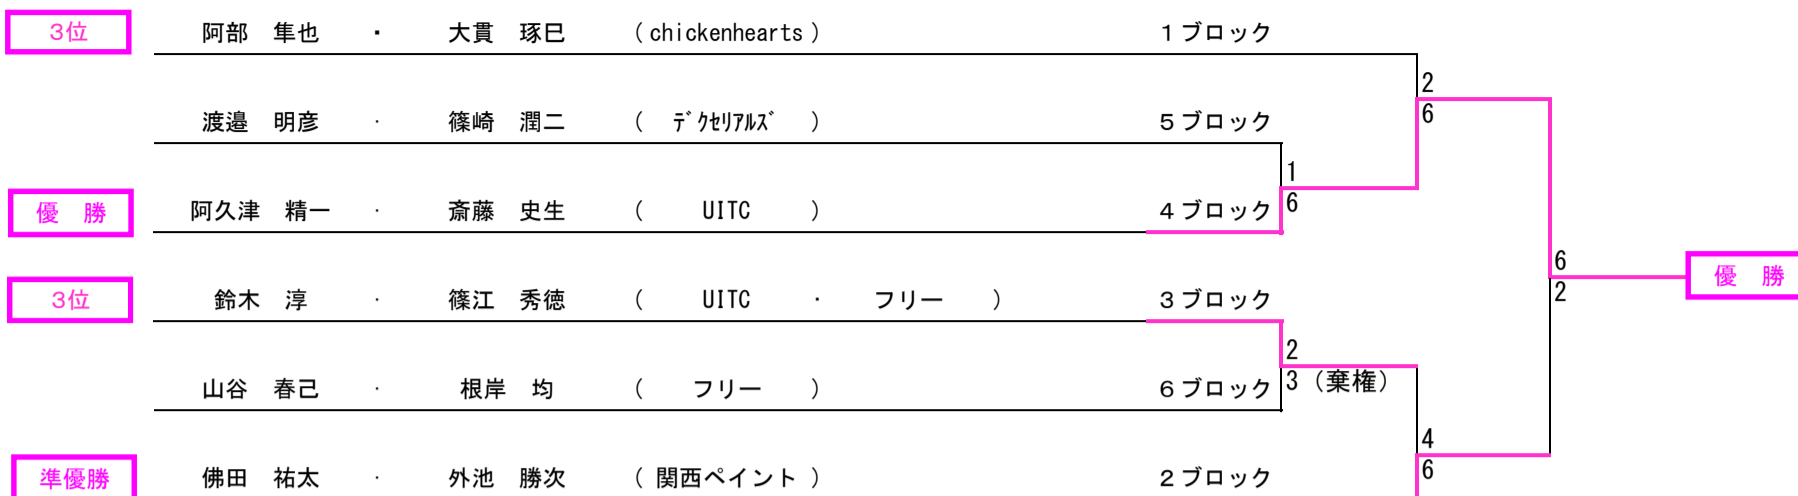 3位 阿部 隼也 ・ 大貫 琢巳 (chickenhearts) 1ブロック
2
渡邉 明彦 ・ 篠崎 潤二 ( デクセリアルズ ) 5ブロック
6
1
優 勝 阿久津 精一 ・ 斎藤 史生 ( UITC ) 4ブロック
6
6
優 勝
3位 鈴木 淳 ・ 篠江 秀徳 ( UITC ・ フリー ) 3ブロック
2
2
山谷 春己 ・ 根岸 均 ( フリー ) 6ブロック
3 (棄権)
4
準優勝 佛田 祐太 ・ 外池 勝次 ( 関西ペイント ) 2ブロック
6